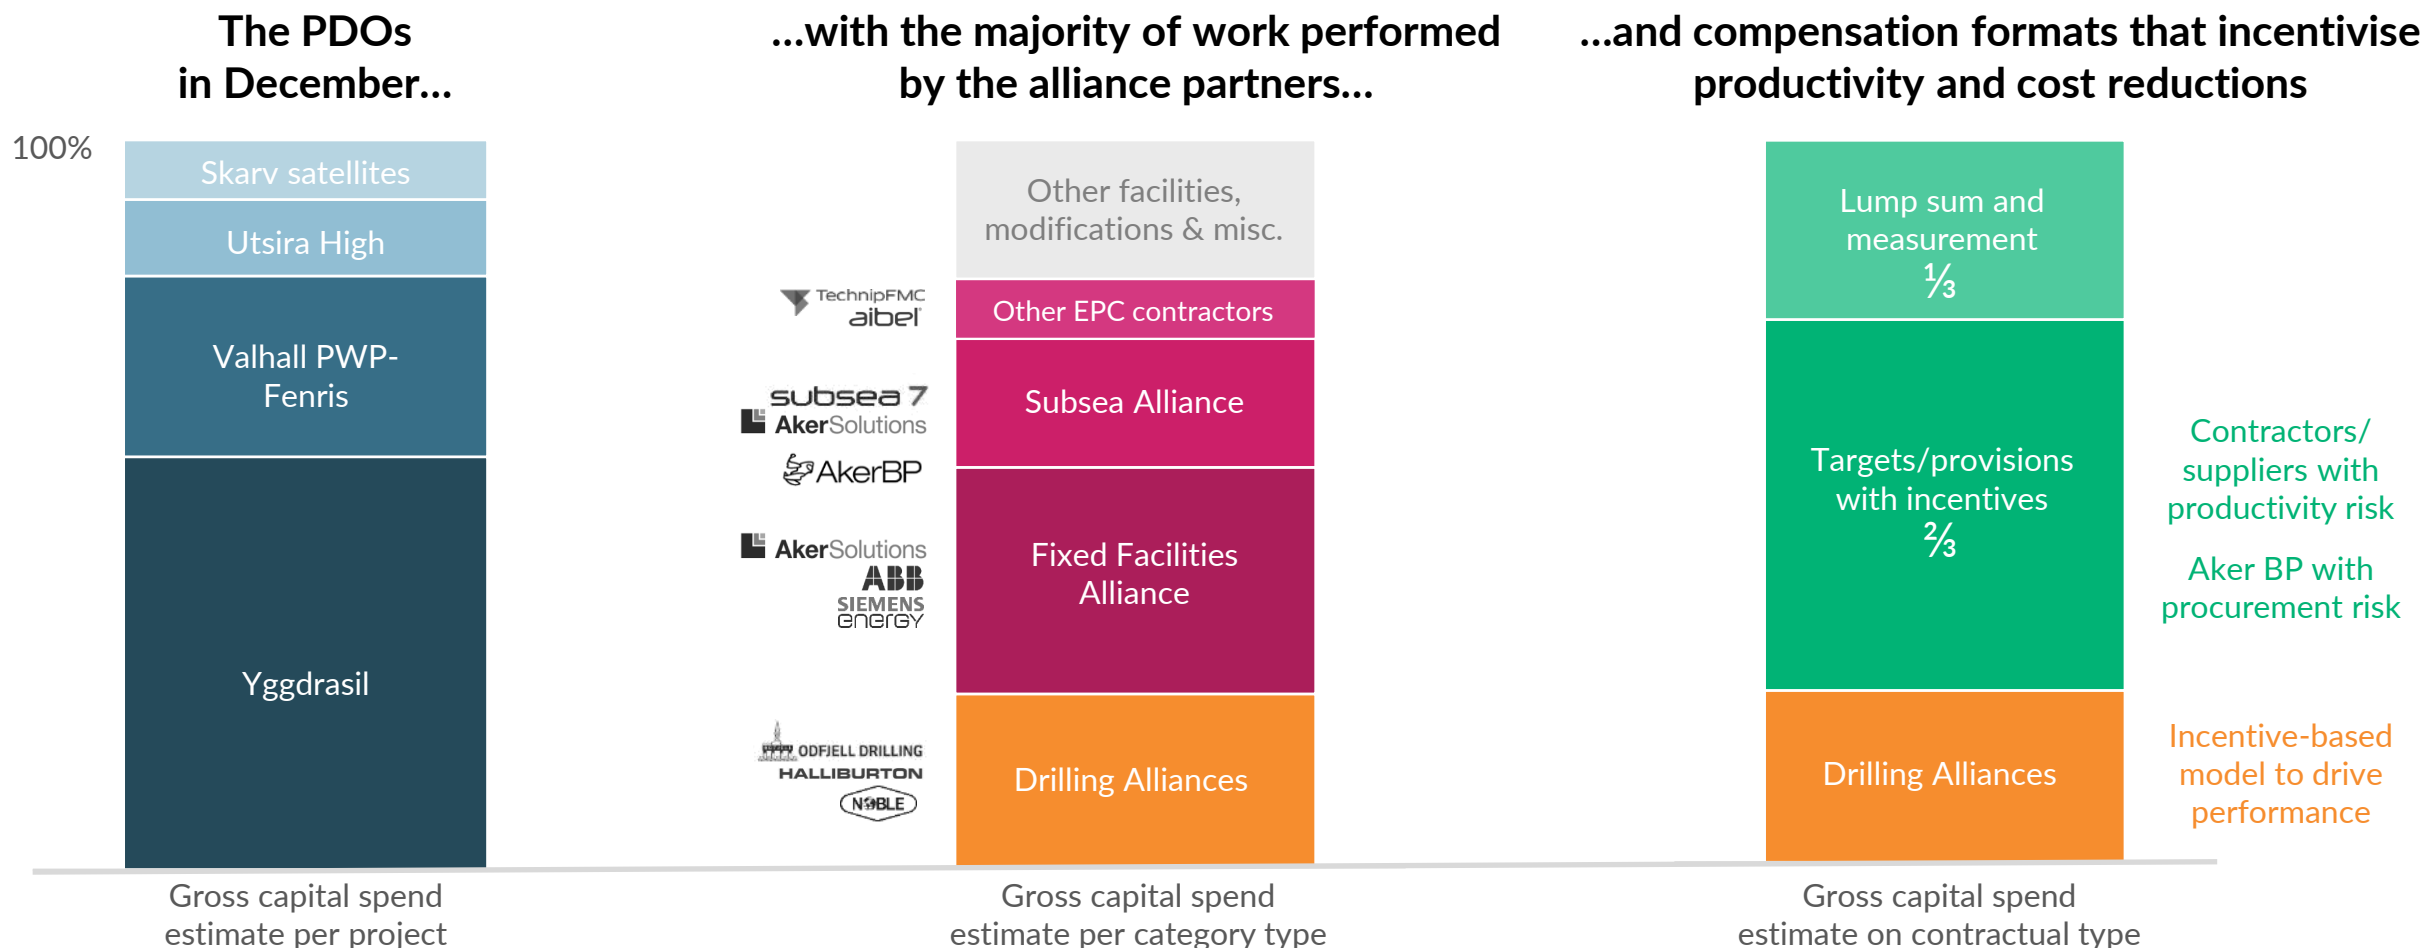 The PDOs
in December...
100%
Skarv satellites
Utsira High
Valhall PWP-
Fenris
Yggdrasil
Gross capital spend
estimate per project
...with the majority of work performed
by the alliance partners...
Other facilities,
modifications & misc.
TechnipFMC
aibel
Other EPC contractors
subsea 7
AkerSolutions
Subsea Alliance
AkerBP
AkerSolutions
ABB
SIEMENS
energy
Fixed Facilities
Alliance
ODFJELL DRILLING
HALLIBURTON
NOBLE
Drilling Alliances
Gross capital spend
estimate per category type
...and compensation formats that incentivise
productivity and cost reductions
Lump sum and
measurement
⅓
Targets/provisions
with incentives
⅔
Contractors/
suppliers with
productivity risk
Aker BP with
procurement risk
Drilling Alliances
Incentive-based
model to drive
performance
Gross capital spend
estimate on contractual type